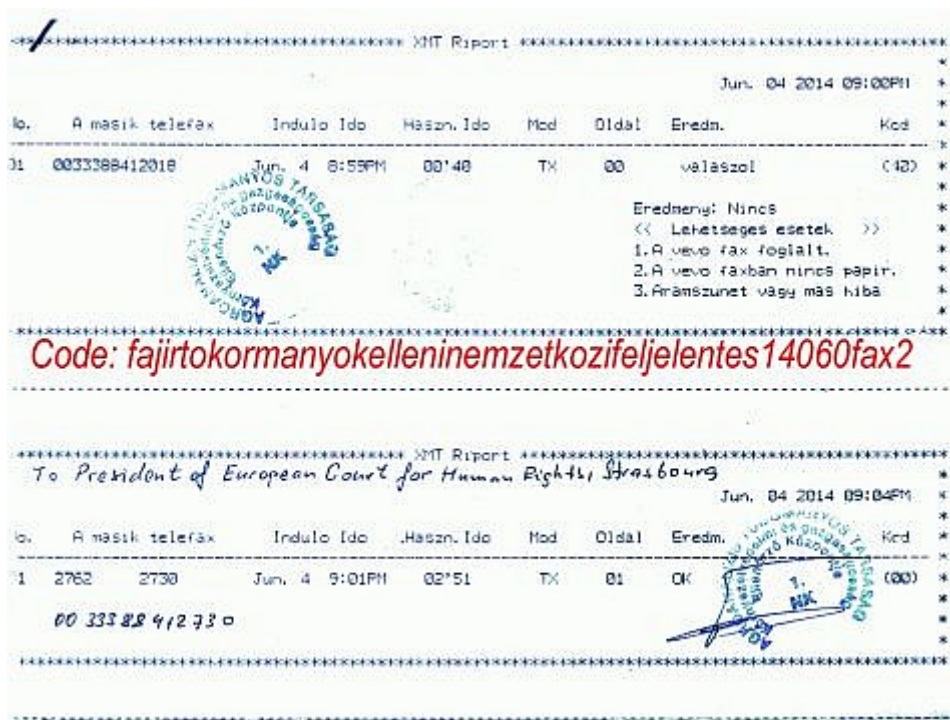 ******************************** XMT Riport ************************************
Jun. 04 2014 09:00PM
No. A masik telefax Indulo Ido Haszn. Ido Mod Oldal Eredm. Kod
01 0033388412018 Jun. 4 8:59PM 00'40 TX 00 valaszol (42)
Eredmeny: Nincs
<< Lehetseges esetek >>
1.A vevo fax foglalt.
2.A vevo faxban nincs papir.
3.Aramszunet vagy mas hiba
Code: fajirtokormanyokelleninemzetkozifeljelentes14060fax2
******************************** XMT Riport ************************************
To President of European Court for Human Rights, Strasbourg
Jun. 04 2014 09:04PM
A masik telefax Indulo Ido .Haszn. Ido Mod Oldal Eredm. Kod
1 2762 2730 Jun. 4 9:01PM 02'51 TX 01 OK (00)
00 333 88 412730
1.
NK